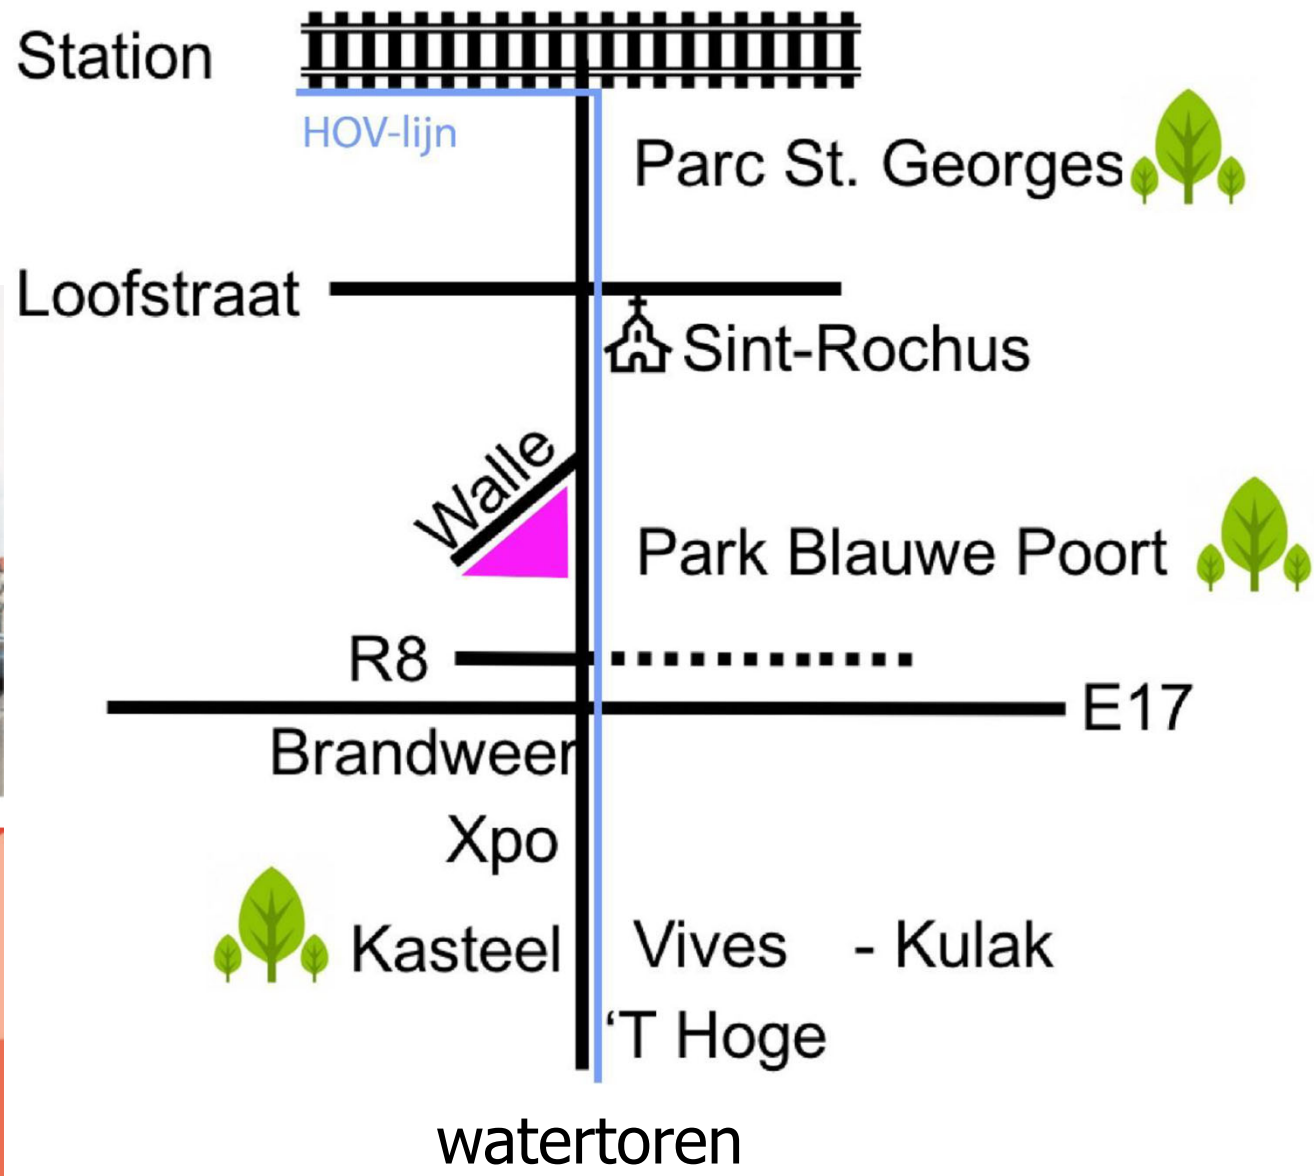 Station
HOV-lijn
Parc St. Georges
Loofstraat
Sint-Rochus
Walle
Park Blauwe Poort
R8
E17
Brandweer
Xpo
Kasteel
Vives - Kulak
‘T Hoge
watertoren